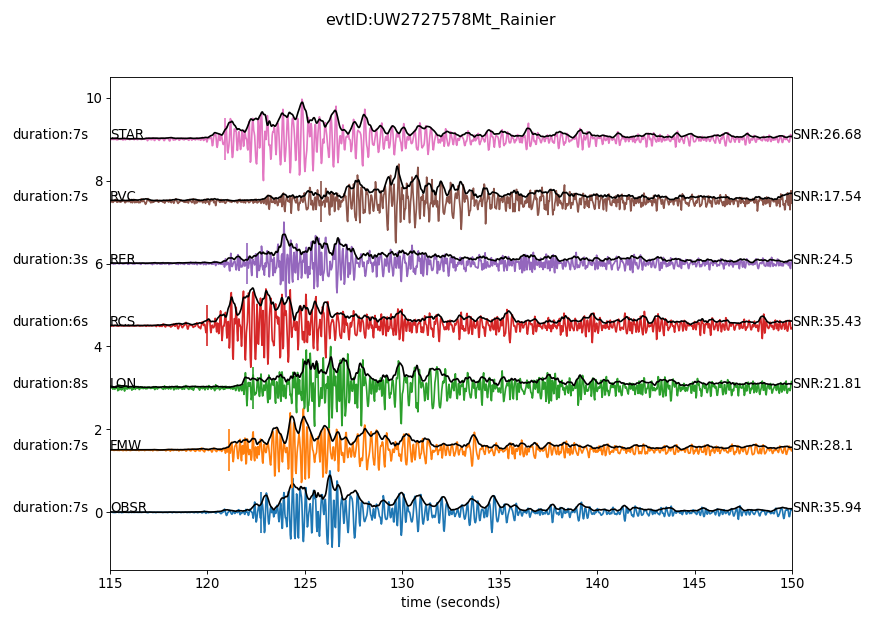 evtID:UW2727578Mt_Rainier
10
duration:7s STAR SNR:26.68
8
duration:7s RVC SNR:17.54
duration:3s RER SNR:24.5
6
duration:6s RCS SNR:35.43
4
duration:8s LON SNR:21.81
2
duration:7s FMW SNR:28.1
duration:7s OBSR SNR:35.94
0
115 120 125 130 135 140 145 150
time (seconds)